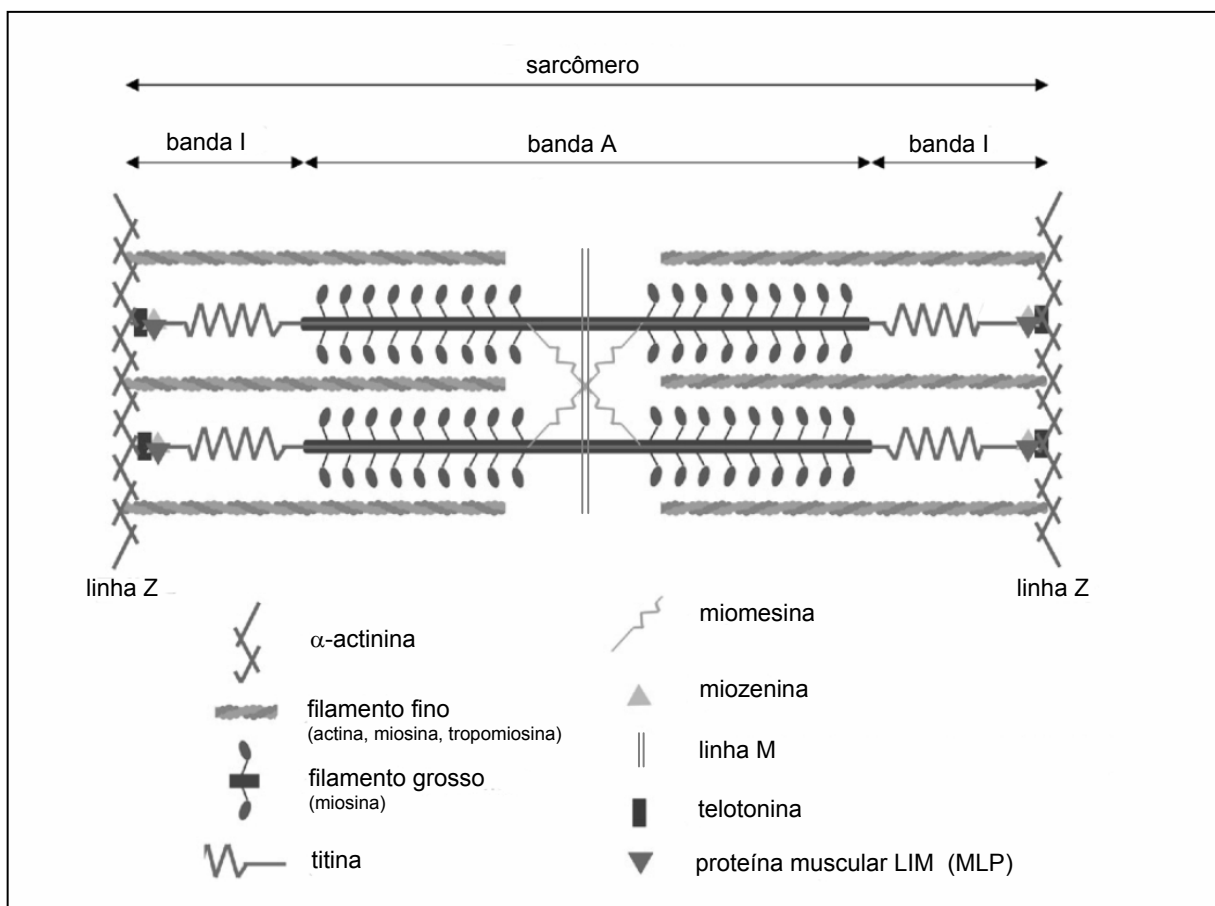 sarcômero
banda I
banda A
banda I
linha Z
linha Z
α-actinina
filamento fino
(actina, miosina, tropomiosina)
filamento grosso
(miosina)
titina
miomesina
miozenina
linha M
telotonina
proteína muscular LIM (MLP)